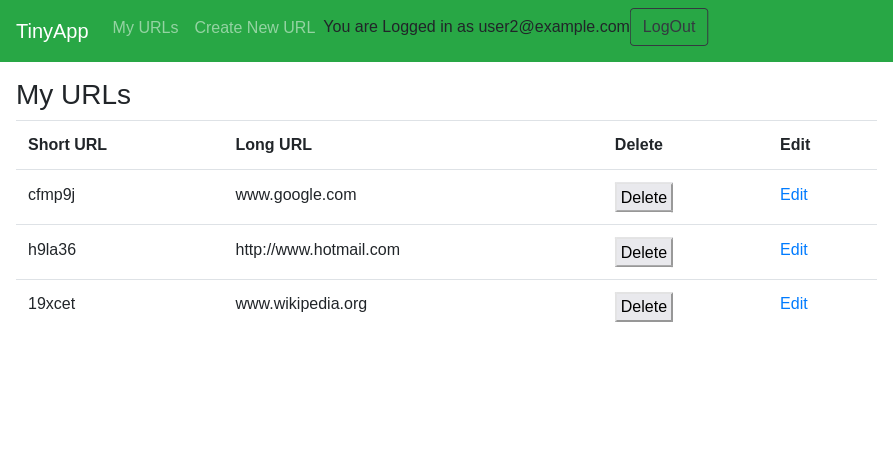 TinyApp My URLs Create New URL You are Logged in as user2@example.com LogOut
My URLs
Short URL Long URL Delete Edit
cfmp9j www.google.com Delete Edit
h9la36 http://www.hotmail.com Delete Edit
19xcet www.wikipedia.org Delete Edit